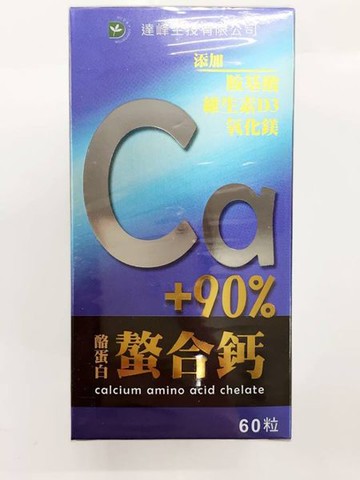 達峰生技有限公司
添加
胺基酸
維生素D3
氧化鎂
Ca
+90%
酪蛋白
螯合鈣
calcium amino acid chelate
60粒